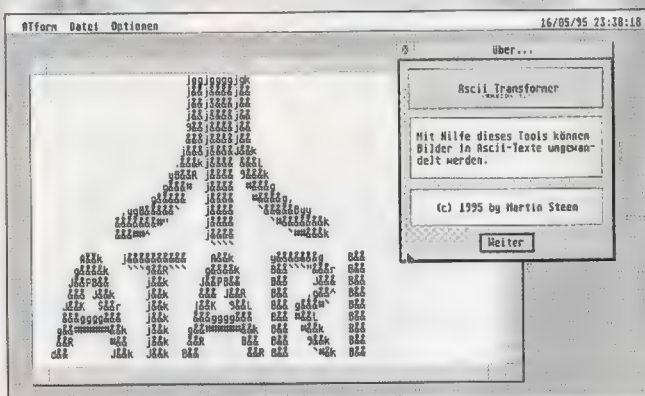 ATform Datei Optionen 16/05/95 23:38:18
Über...
Ascii Transformer
Mit Hilfe dieses Tools können
Bilder in Ascii-Texte umgewan-
delt werden.
(c) 1995 by Martin Steen
Weiter
ATARI